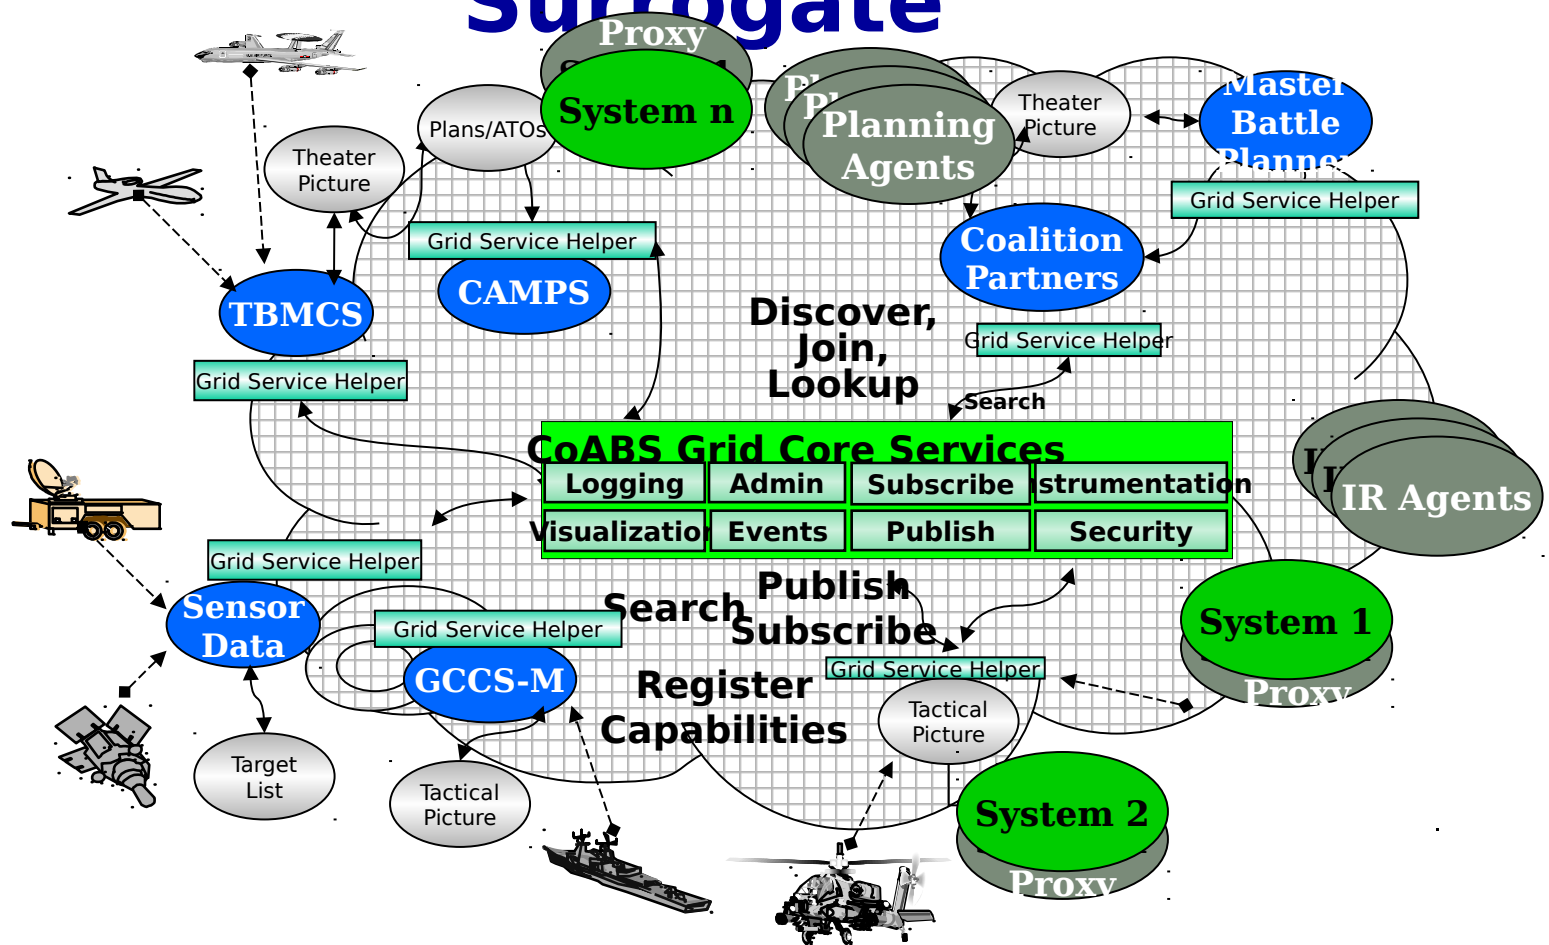 Surrogate
Proxy
System n
Planning
Agents
Theater
Picture
Master
Battle
Planner
Plans/ATOs
Theater
Picture
Grid Service Helper
Grid Service Helper
CAMPS
Coalition
Partners
TBMCS
Discover,
Join,
Lookup
Grid Service Helper
Grid Service Helper
Search
CoABS Grid Core Services
Logging
Admin
Subscribe
nstrumentation
Visualization
Events
Publish
Security
IR Agents
Grid Service Helper
Sensor
Data
Search
Publish
Subscribe
Grid Service Helper
GCCS-M
System 1
Proxy
Register
Capabilities
Grid Service Helper
Tactical
Picture
Target
List
Tactical
Picture
System 2
Proxy